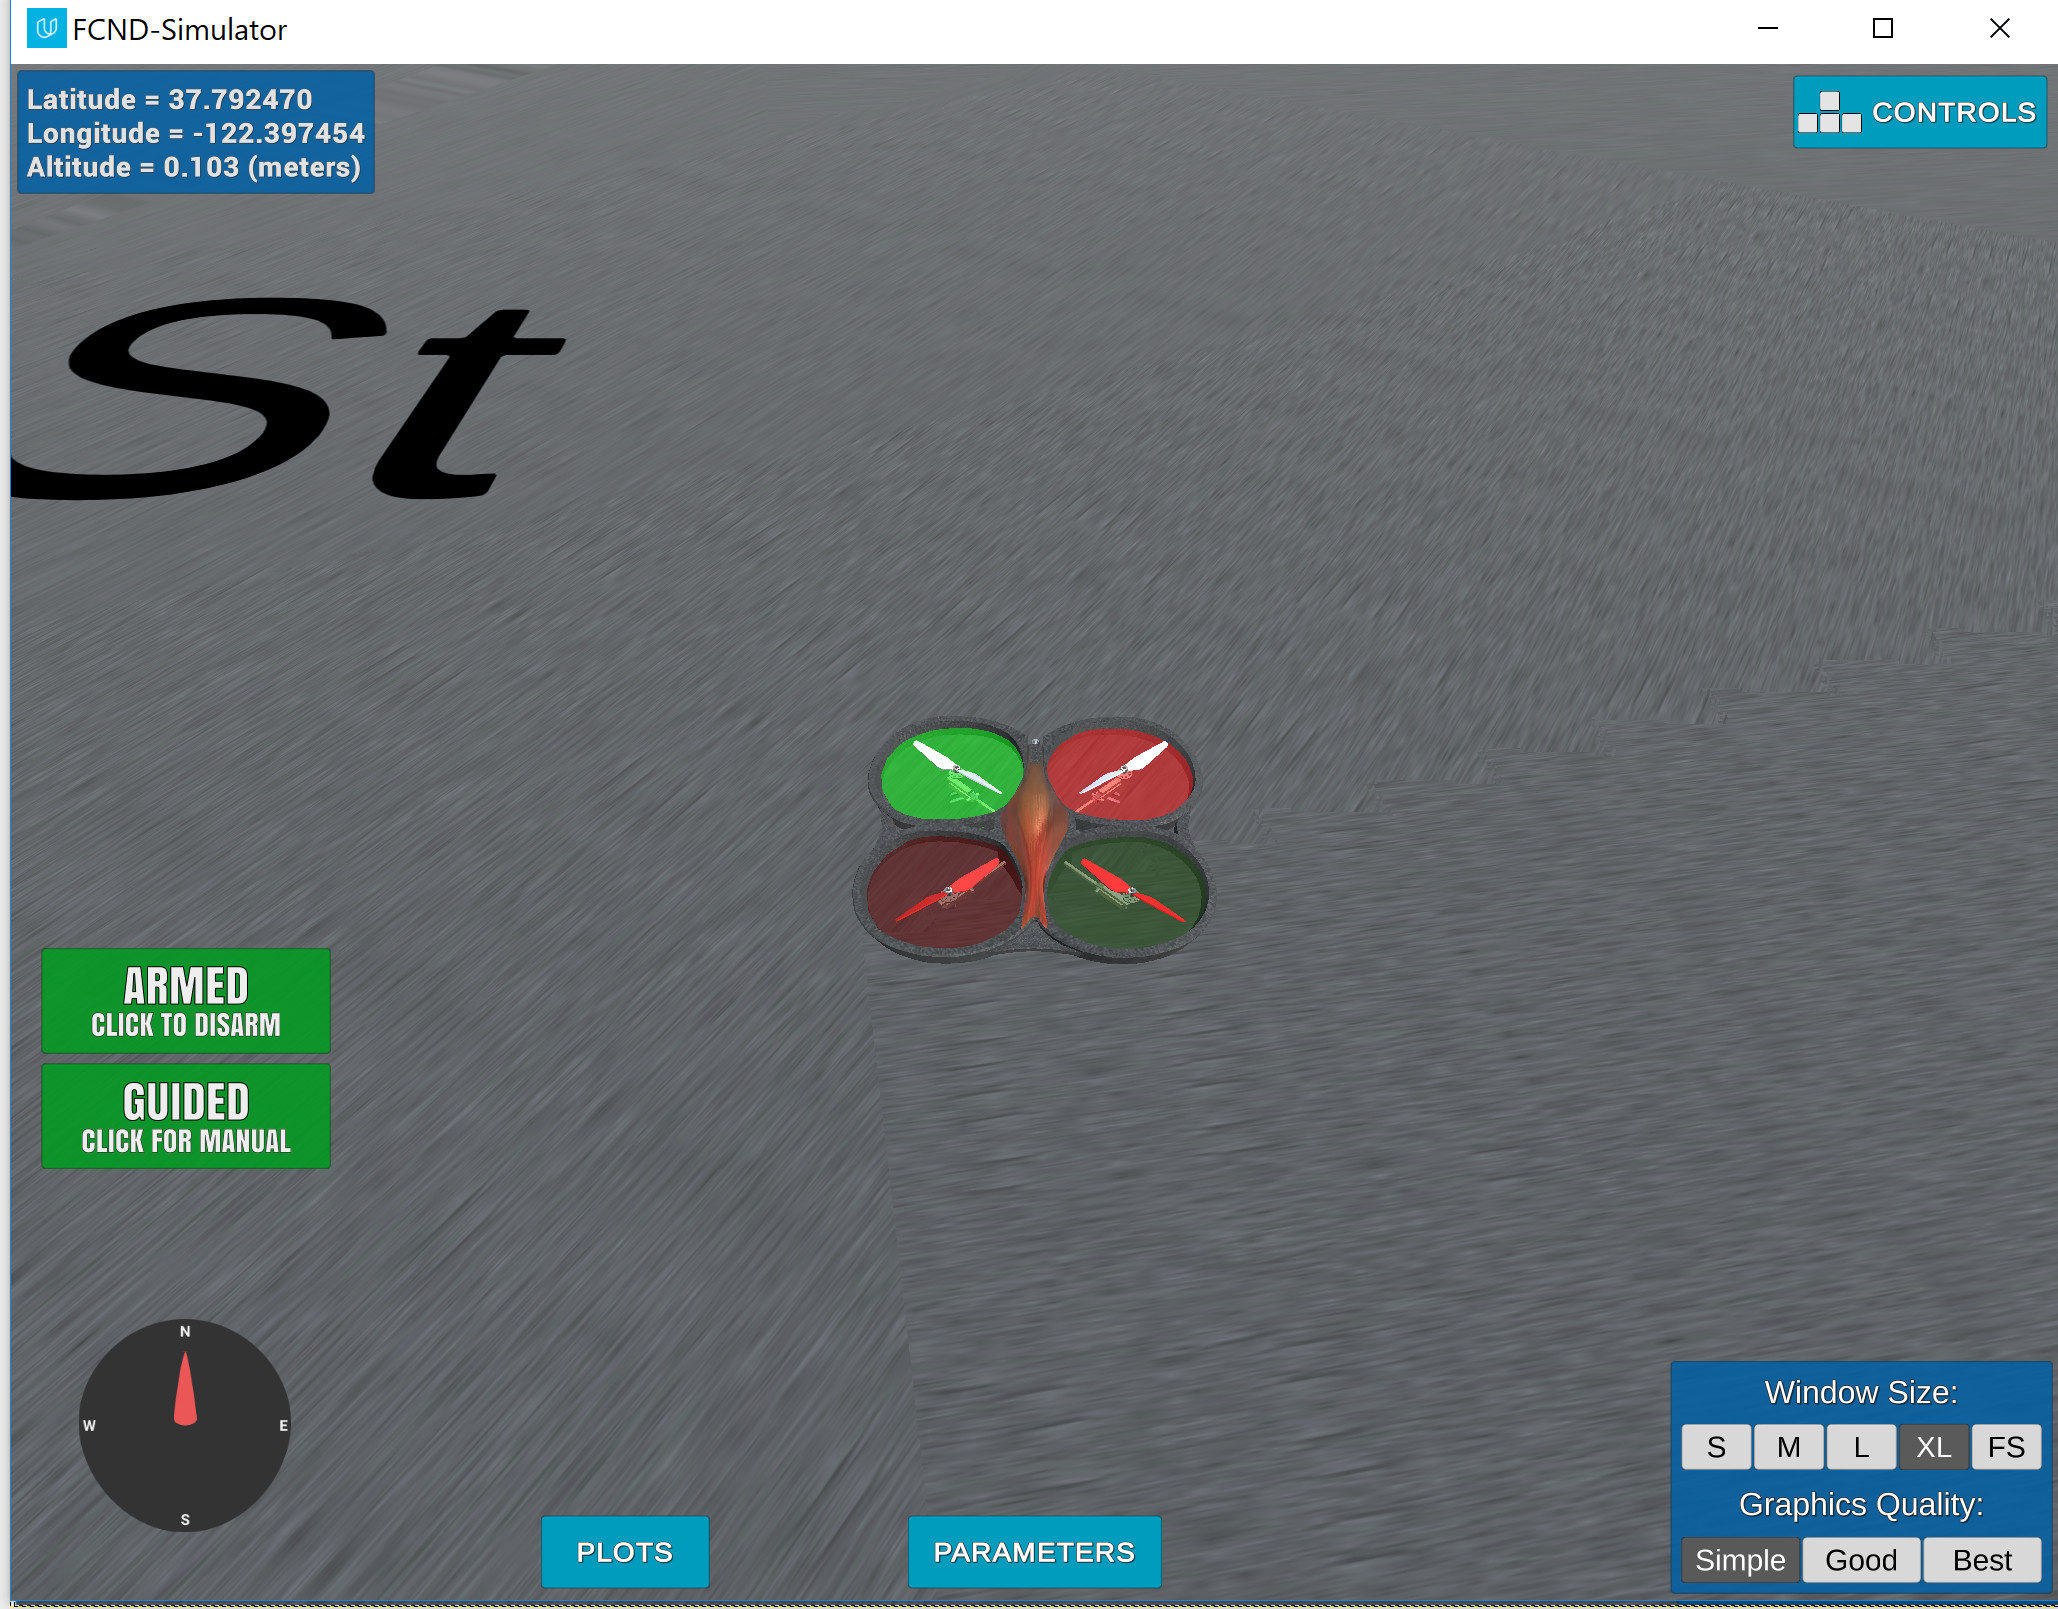 FCND-Simulator
Latitude = 37.792470
Longitude = -122.397454
Altitude = 0.103 (meters)
CONTROLS
St
ARMED
CLICK TO DISARM
GUIDED
CLICK FOR MANUAL
N
W E
S
PLOTS
PARAMETERS
Window Size:
S M L XL FS
Graphics Quality:
Simple Good Best